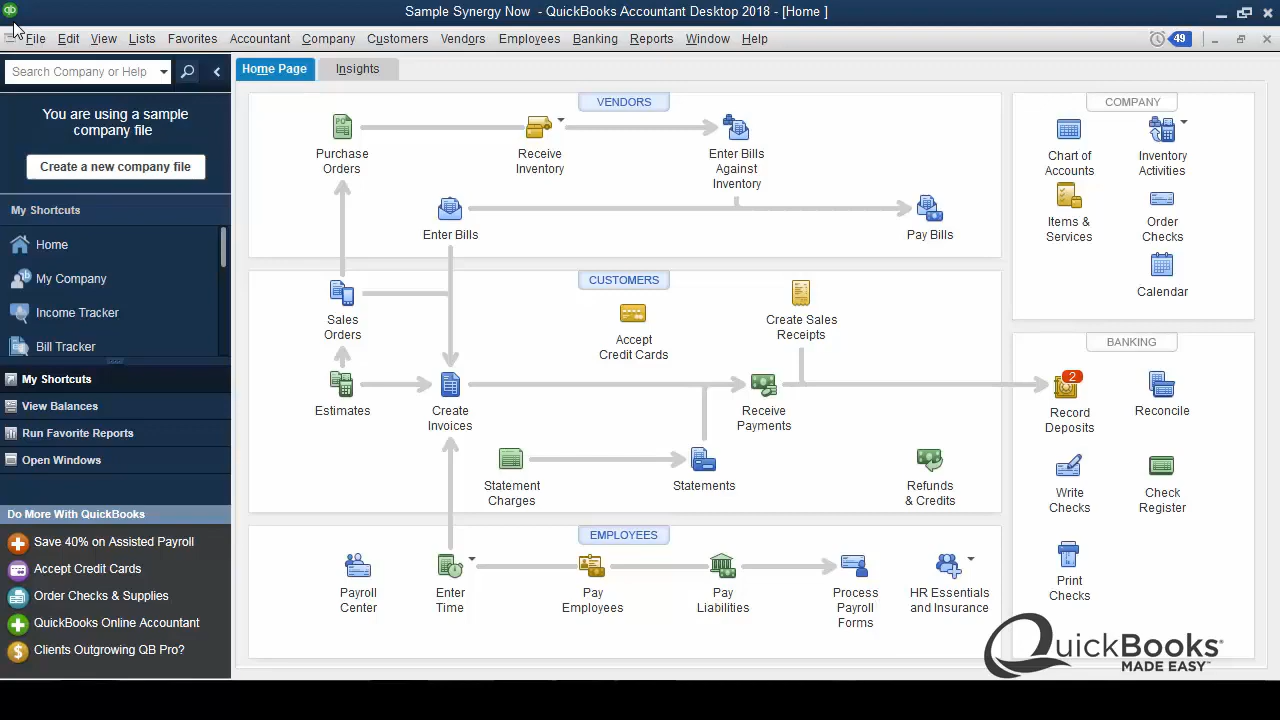 qb
Sample Synergy Now - QuickBooks Accountant Desktop 2018 - [Home ]
File Edit View Lists Favorites Accountant Company Customers Vendors Employees Banking Reports Window Help
49
Search Company or Help
Home Page
Insights
You are using a sample
company file
Create a new company file
My Shortcuts
Home
My Company
Income Tracker
Bill Tracker
My Shortcuts
View Balances
Run Favorite Reports
Open Windows
Do More With QuickBooks
Save 40% on Assisted Payroll
Accept Credit Cards
Order Checks & Supplies
QuickBooks Online Accountant
Clients Outgrowing QB Pro?
VENDORS
PO
Purchase
Orders
Receive
Inventory
Enter Bills
Against
Inventory
Enter Bills
Pay Bills
CUSTOMERS
Sales
Orders
Accept
Credit Cards
Create Sales
Receipts
Estimates
Create
Invoices
Receive
Payments
Statement
Charges
Statements
Refunds
& Credits
EMPLOYEES
Payroll
Center
Enter
Time
Pay
Employees
Pay
Liabilities
Process
Payroll
Forms
HR Essentials
and Insurance
COMPANY
Chart of
Accounts
Inventory
Activities
Items &
Services
Order
Checks
Calendar
BANKING
2
Record
Deposits
Reconcile
Write
Checks
Check
Register
Print
Checks
QuickBooks®
MADE EASY™